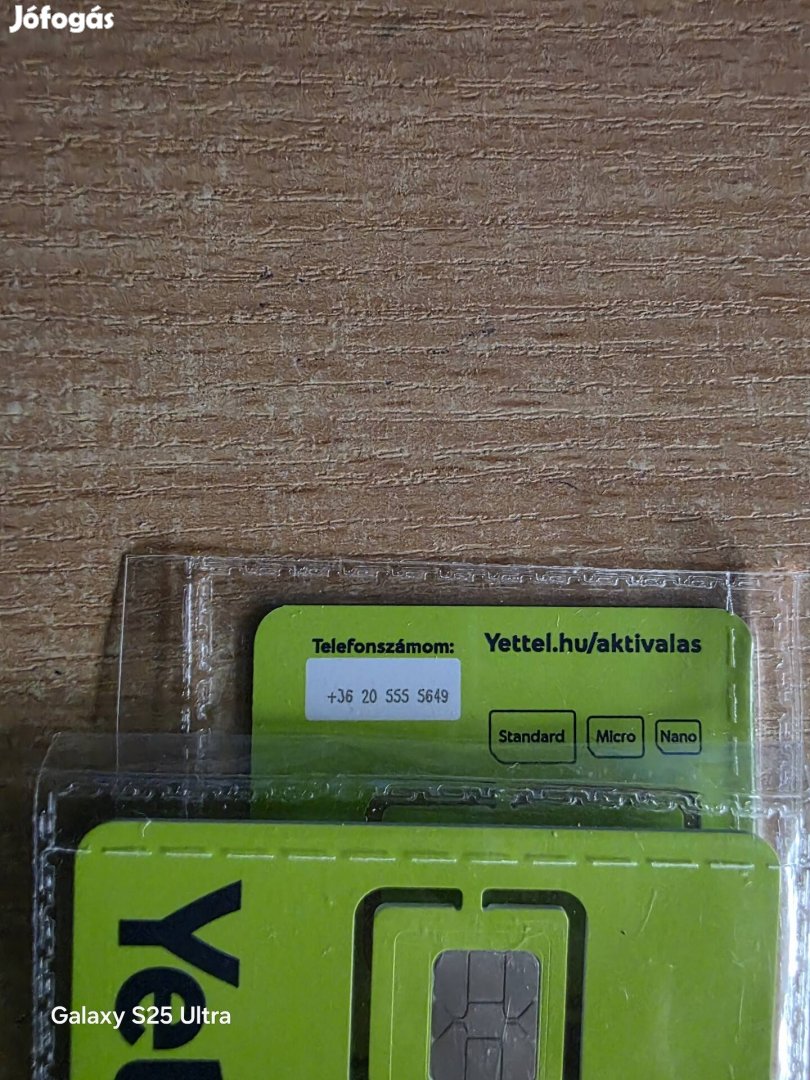 Jófogás
Telefonszámom:
Yettel.hu/aktivalas
+36 20 555 5649
Standard
Micro
Nano
Galaxy S25 Ultra